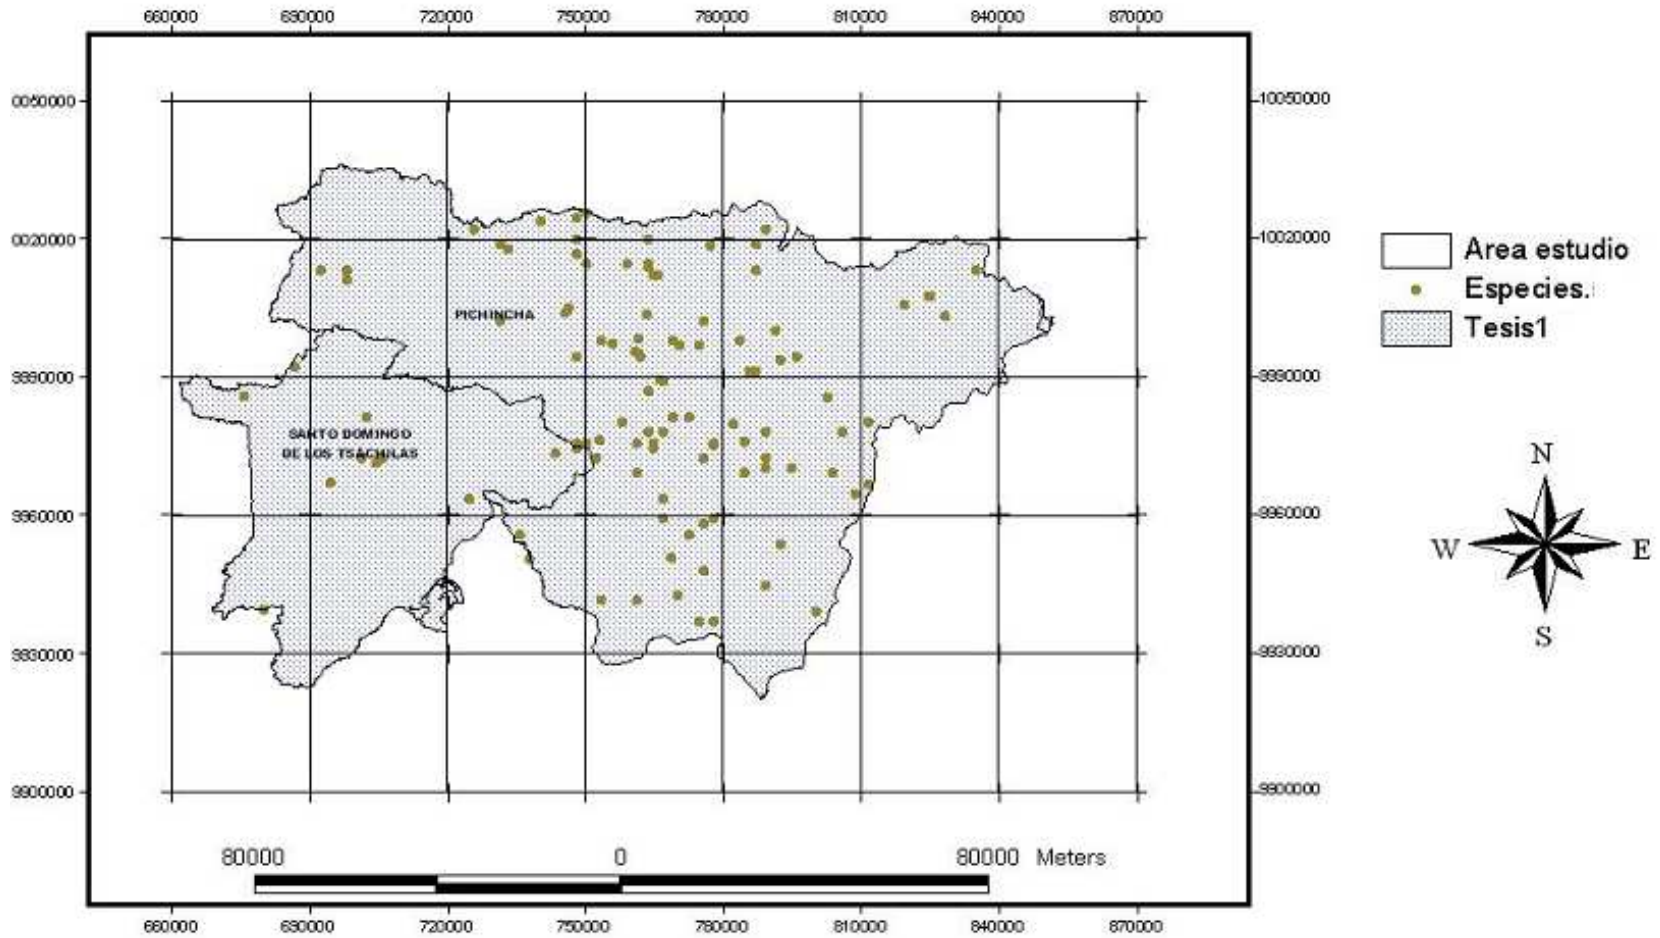 660000 690000 720000 750000 780000 810000 840000 870000
0050000
10050000
0020000
10020000
9990000
9990000
9960000
9960000
9930000
9930000
9900000
9900000
PICHINCHA
SANTO DOMINGO
DE LOS TSACHILAS
Area estudio
Especies.
Tesis1
N
W
E
S
80000 0 80000 Meters
660000 690000 720000 750000 780000 810000 840000 870000